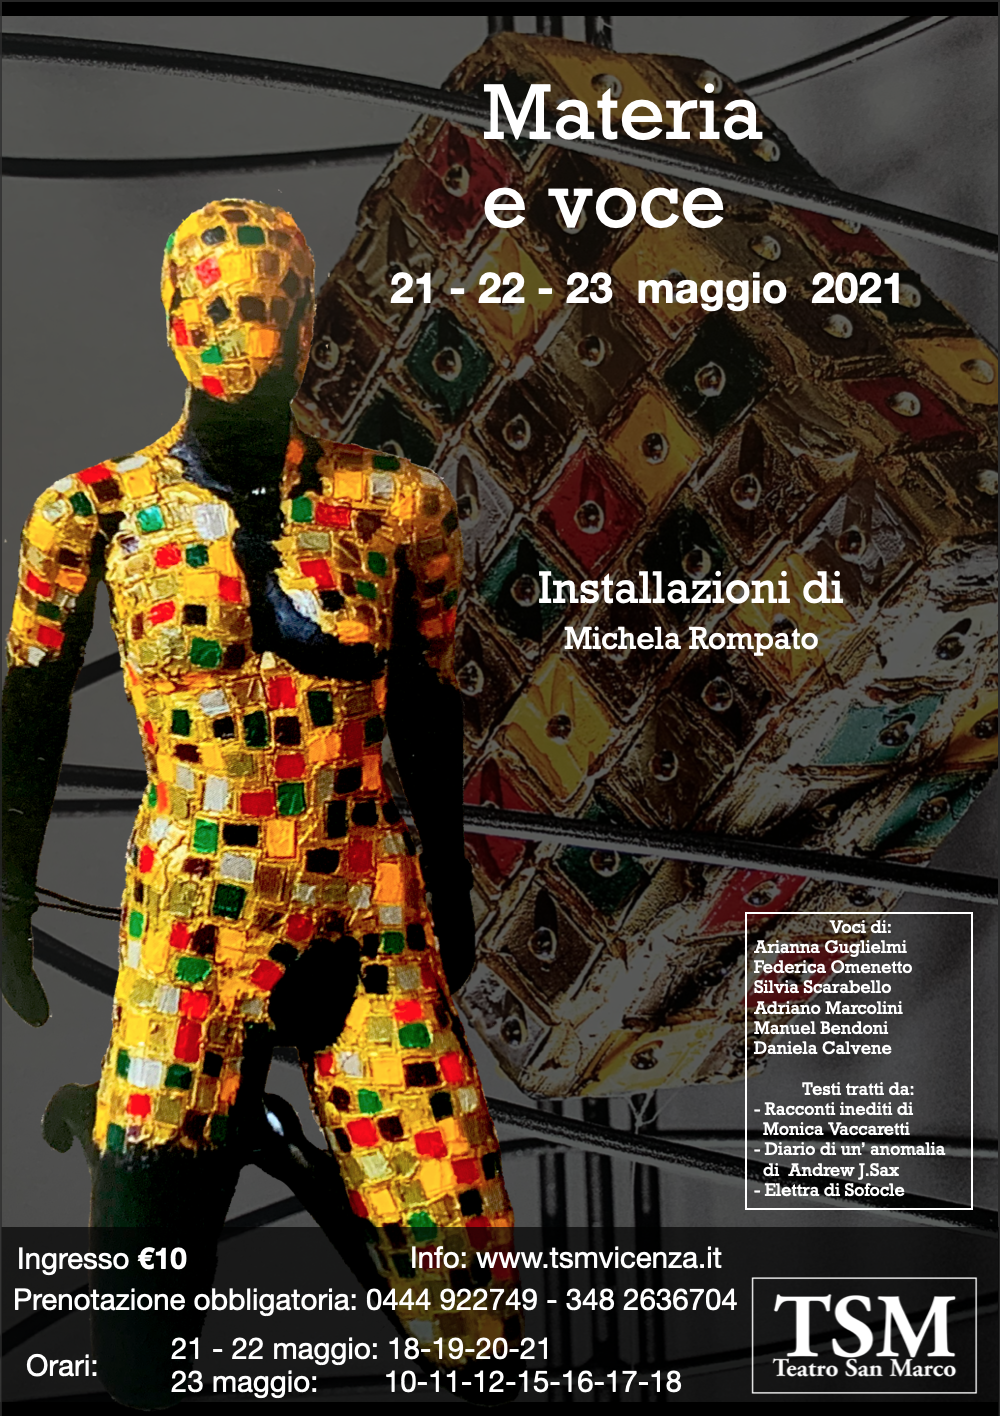 Materia
e voce
21 - 22 - 23 maggio 2021
Installazioni di
Michela Rompato
Voci di:
Arianna Guglielmi
Federica Omenetto
Silvia Scarabello
Adriano Marcolini
Manuel Bendoni
Daniela Calvene
Testi tratti da:
- Racconti inediti di
Monica Vaccaretti
- Diario di un' anomalia
di Andrew J.Sax
- Elettra di Sofocle
Ingresso €10
Info: www.tsmvicenza.it
Prenotazione obbligatoria: 0444 922749 - 348 2636704
Orari:
21 - 22 maggio: 18-19-20-21
23 maggio: 10-11-12-15-16-17-18
TSM
Teatro San Marco